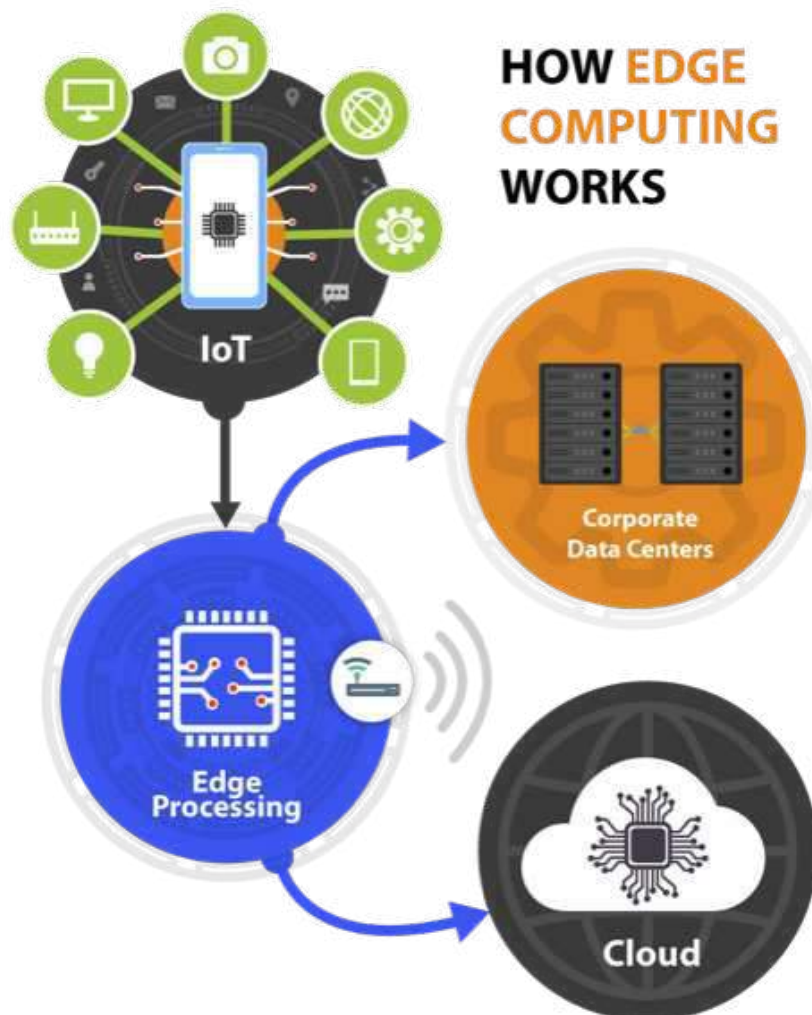 HOW EDGE
COMPUTING
WORKS
IoT
Corporate
Data Centers
Edge
Processing
Cloud